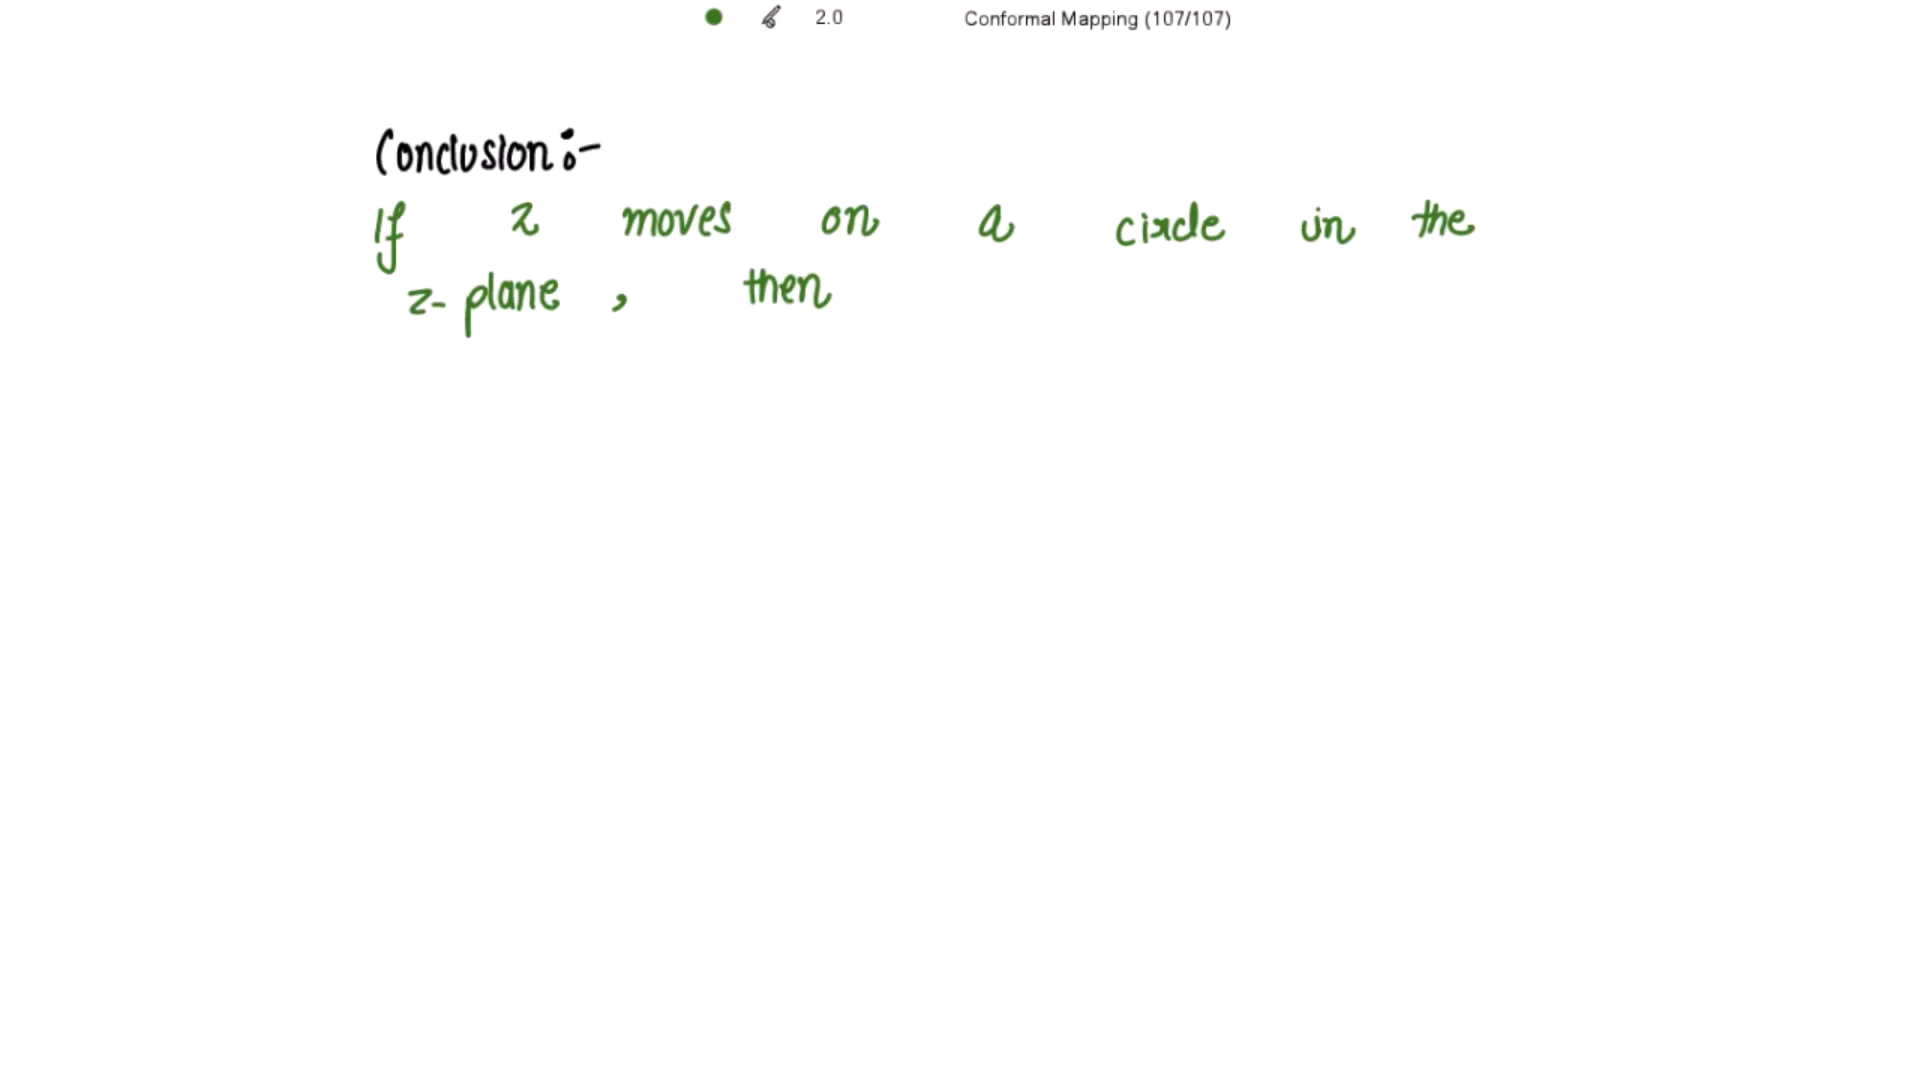 2.0 Conformal Mapping (107/107)
Conclusion :-
If z moves on a circle in the
z- plane , then